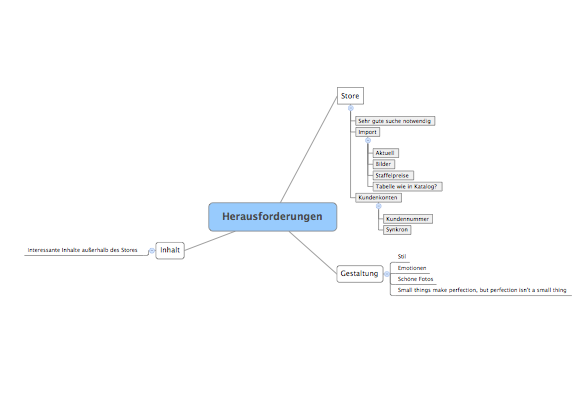 Store
Sehr gute suche notwendig
Import
Aktuell
Bilder
Staffelpreise
Tabelle wie in Katalog?
Kundenkonten
Kundennummer
Synkron
Herausforderungen
Inhalt
Interessante Inhalte außerhalb des Stores
Gestaltung
Stil
Emotionen
Schöne Fotos
Small things make perfection, but perfection isn't a small thing